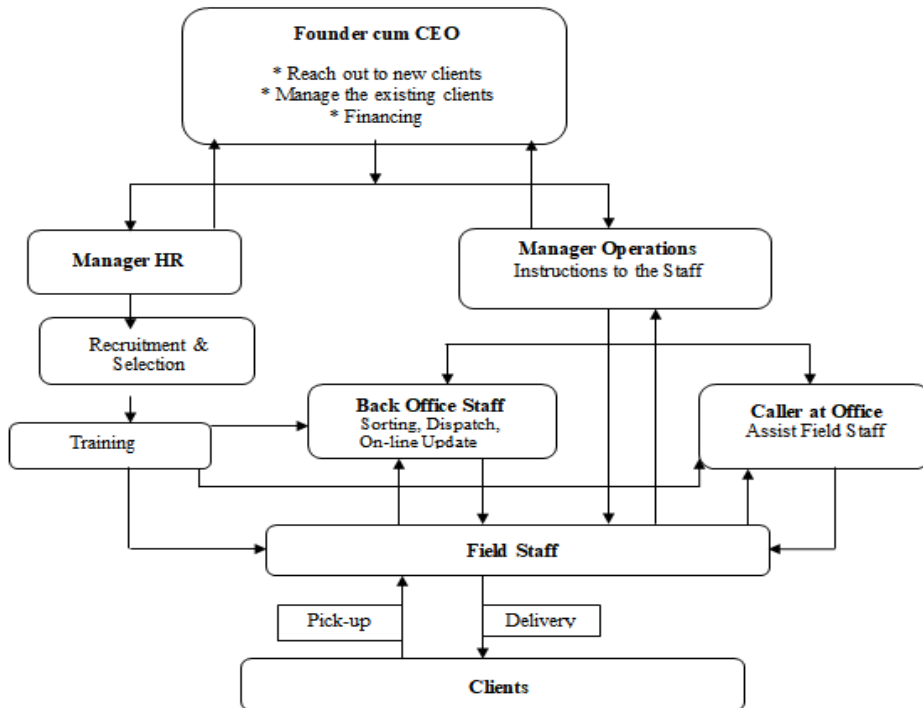 Founder cum CEO
* Reach out to new clients
* Manage the existing clients
* Financing
Manager HR
Manager Operations
Instructions to the Staff
Recruitment &
Selection
Back Office Staff
Sorting, Dispatch,
On-line Update
Caller at Office
Assist Field Staff
Training
Field Staff
Pick-up
Delivery
Clients